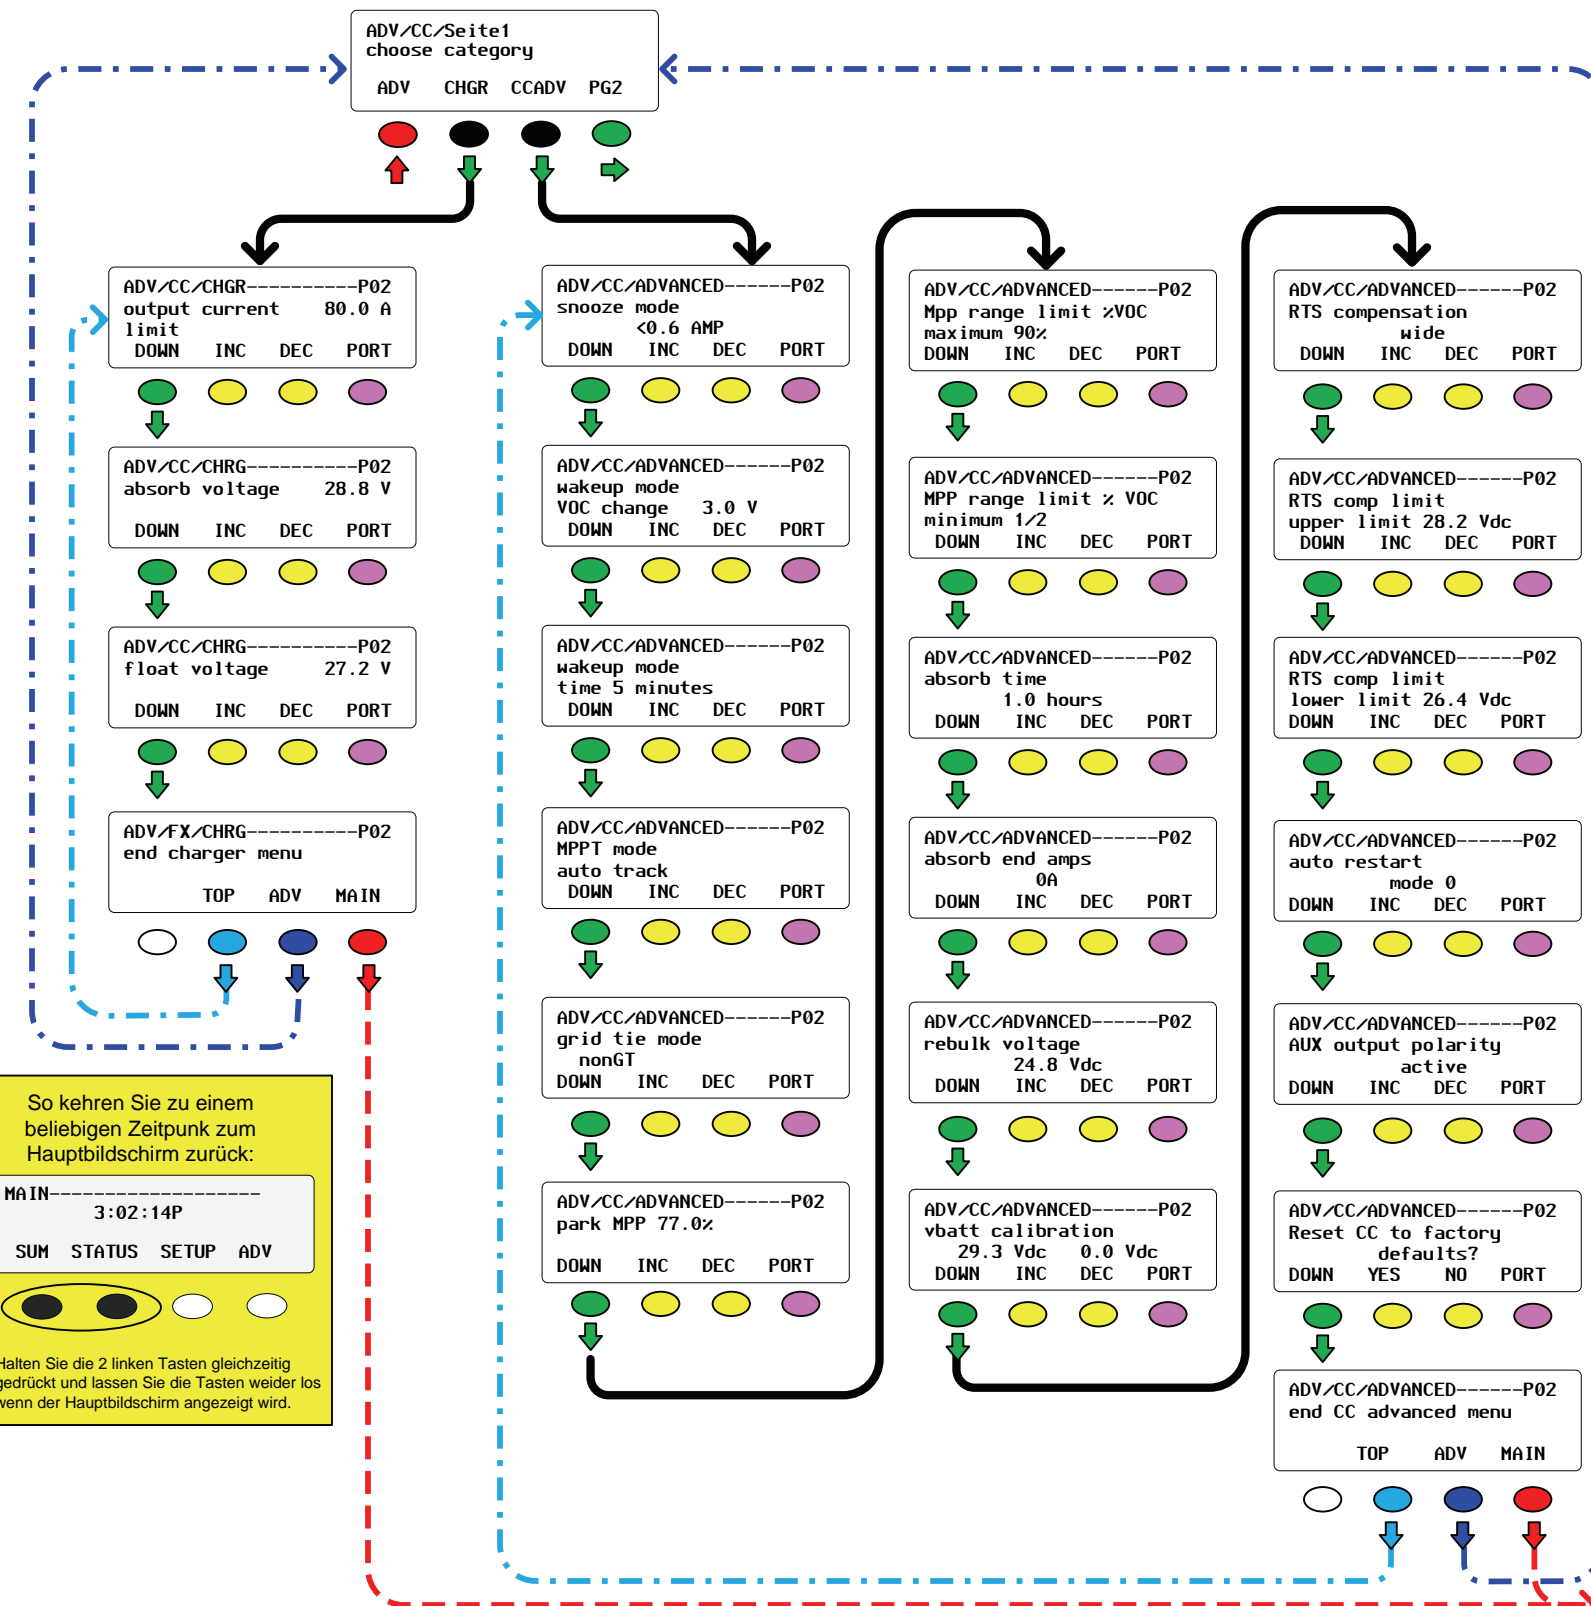 ADV/CC/Seite1
choose category
ADV CHGR CCADV PG2
ADV/CC/CHGR----------P02
output current 80.0 A
limit
DOWN INC DEC PORT
ADV/CC/CHRG----------P02
absorb voltage 28.8 V
DOWN INC DEC PORT
ADV/CC/CHRG----------P02
float voltage 27.2 V
DOWN INC DEC PORT
ADV/FX/CHRG----------P02
end charger menu
TOP ADV MAIN
So kehren Sie zu einem
beliebigen Zeitpunk zum
Hauptbildschirm zurück:
MAIN-------------------
3:02:14P
SUM STATUS SETUP ADV
Halten Sie die 2 linken Tasten gleichzeitig
gedrückt und lassen Sie die Tasten weider los
wenn der Hauptbildschirm angezeigt wird.
ADV/CC/ADVANCED------P02
snooze mode
<0.6 AMP
DOWN INC DEC PORT
ADV/CC/ADVANCED------P02
wakeup mode
VOC change 3.0 V
DOWN INC DEC PORT
ADV/CC/ADVANCED------P02
wakeup mode
time 5 minutes
DOWN INC DEC PORT
ADV/CC/ADVANCED------P02
MPPT mode
auto track
DOWN INC DEC PORT
ADV/CC/ADVANCED------P02
grid tie mode
nonGT
DOWN INC DEC PORT
ADV/CC/ADVANCED------P02
park MPP 77.0%
DOWN INC DEC PORT
ADV/CC/ADVANCED------P02
Mpp range limit %VOC
maximum 90%
DOWN INC DEC PORT
ADV/CC/ADVANCED------P02
MPP range limit % VOC
minimum 1/2
DOWN INC DEC PORT
ADV/CC/ADVANCED------P02
absorb time
1.0 hours
DOWN INC DEC PORT
ADV/CC/ADVANCED------P02
absorb end amps
0A
DOWN INC DEC PORT
ADV/CC/ADVANCED------P02
rebulk voltage
24.8 Vdc
DOWN INC DEC PORT
ADV/CC/ADVANCED------P02
vbatt calibration
29.3 Vdc 0.0 Vdc
DOWN INC DEC PORT
ADV/CC/ADVANCED------P02
RTS compensation
wide
DOWN INC DEC PORT
ADV/CC/ADVANCED------P02
RTS comp limit
upper limit 28.2 Vdc
DOWN INC DEC PORT
ADV/CC/ADVANCED------P02
RTS comp limit
lower limit 26.4 Vdc
DOWN INC DEC PORT
ADV/CC/ADVANCED------P02
auto restart
mode 0
DOWN INC DEC PORT
ADV/CC/ADVANCED------P02
AUX output polarity
active
DOWN INC DEC PORT
ADV/CC/ADVANCED------P02
Reset CC to factory
defaults?
DOWN YES NO PORT
ADV/CC/ADVANCED------P02
end CC advanced menu
TOP ADV MAIN